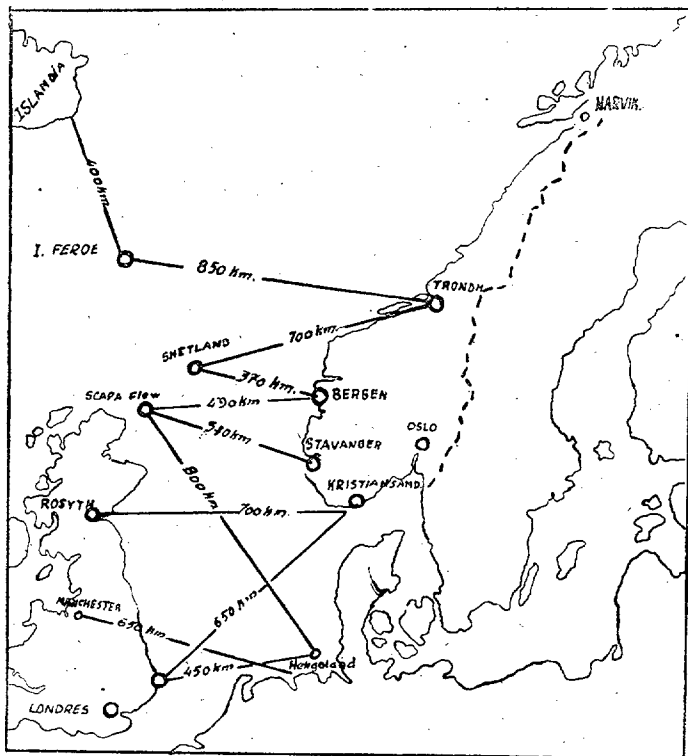 ISLANDIA
NARVIK.
400 km.
I. FEROE
850 km.
TRONDH.
700 km.
SHETLAND
370 km.
BERGEN
SCAPA Flow
490 km
OSLO
540 km
STAVANGER
800 km
KRISTIANSAND
ROSYTH
700 km.
650 km
MANCHESTER
650 km.
450 km
Hengoland
LONDRES